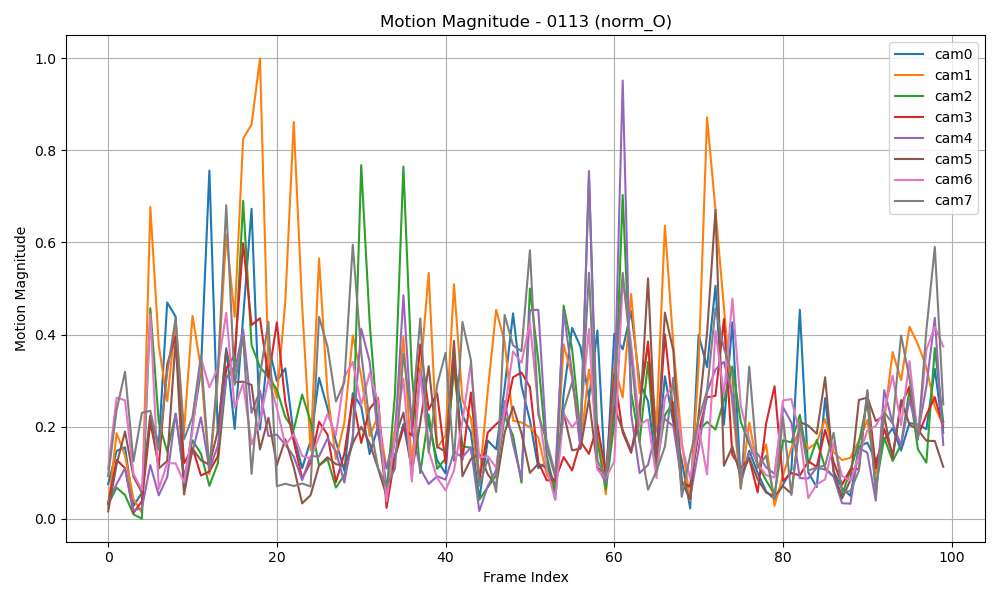 Motion Magnitude - 0113 (norm_O)
Motion Magnitude
1.0
0.8
0.6
0.4
0.2
0.0
0
20
40
60
80
100
Frame Index
cam0
cam1
cam2
cam3
cam4
cam5
cam6
cam7